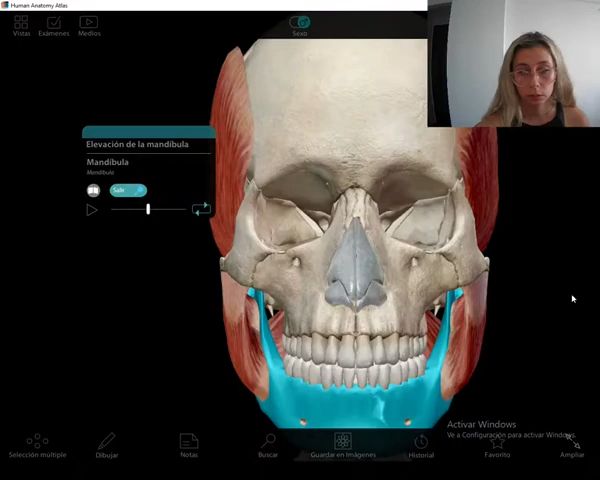 Human Anatomy Atlas
Vistas
Exámenes
Medios
Sexo
Elevación de la mandíbula
Mandíbula
Mandibula
Salir
Activar Windows
Ve a Configuración para activar Windows.
Selección múltiple
Dibujar
Notas
Buscar
Guardar en Imágenes
Historial
Favorito
Ampliar